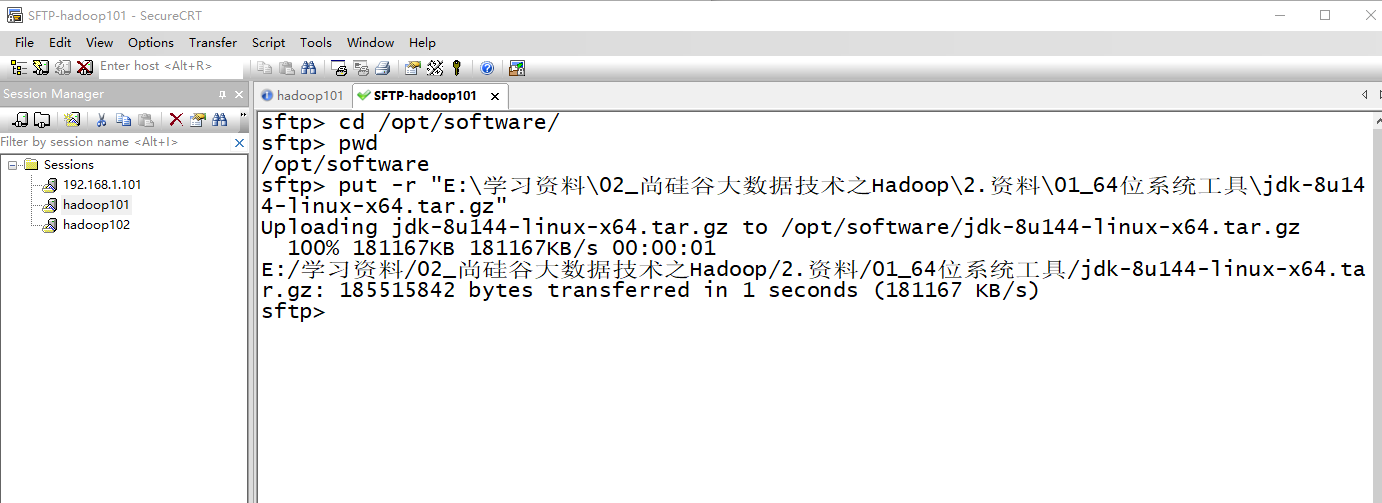 SFTP-hadoop101 - SecureCRT
File Edit View Options Transfer Script Tools Window Help
Enter host <Alt+R>
Session Manager
hadoop101
SFTP-hadoop101
Filter by session name <Alt+I>
Sessions
192.168.1.101
hadoop101
hadoop102
sftp> cd /opt/software/
sftp> pwd
/opt/software
sftp> put -r "E:\学习资料\02_尚硅谷大数据技术之Hadoop\2.资料\01_64位系统工具\jdk-8u14
4-linux-x64.tar.gz"
Uploading jdk-8u144-linux-x64.tar.gz to /opt/software/jdk-8u144-linux-x64.tar.gz
100% 181167KB 181167KB/s 00:00:01
E:/学习资料/02_尚硅谷大数据技术之Hadoop/2.资料/01_64位系统工具/jdk-8u144-linux-x64.ta
r.gz: 185515842 bytes transferred in 1 seconds (181167 KB/s)
sftp>